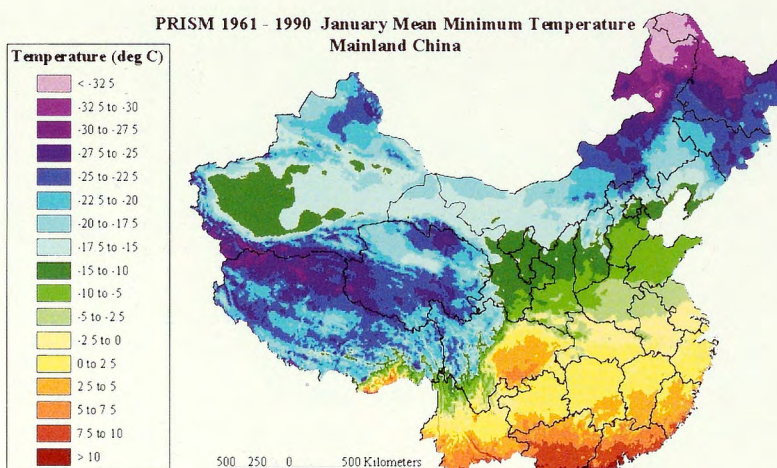 PRISM 1961 - 1990 January Mean Minimum Temperature
Mainland China
Temperature (deg C)
< -32 5
-32 5 to -30
-30 to -27 5
-27 5 to -25
-25 to -22 5
-22 5 to -20
-20 to -17 5
-17 5 to -15
-15 to -10
-10 to -5
-5 to -2 5
-2 5 to 0
0 to 2 5
2 5 to 5
5 to 7 5
7 5 to 10
> 10
500 250 0 500 Kilometers